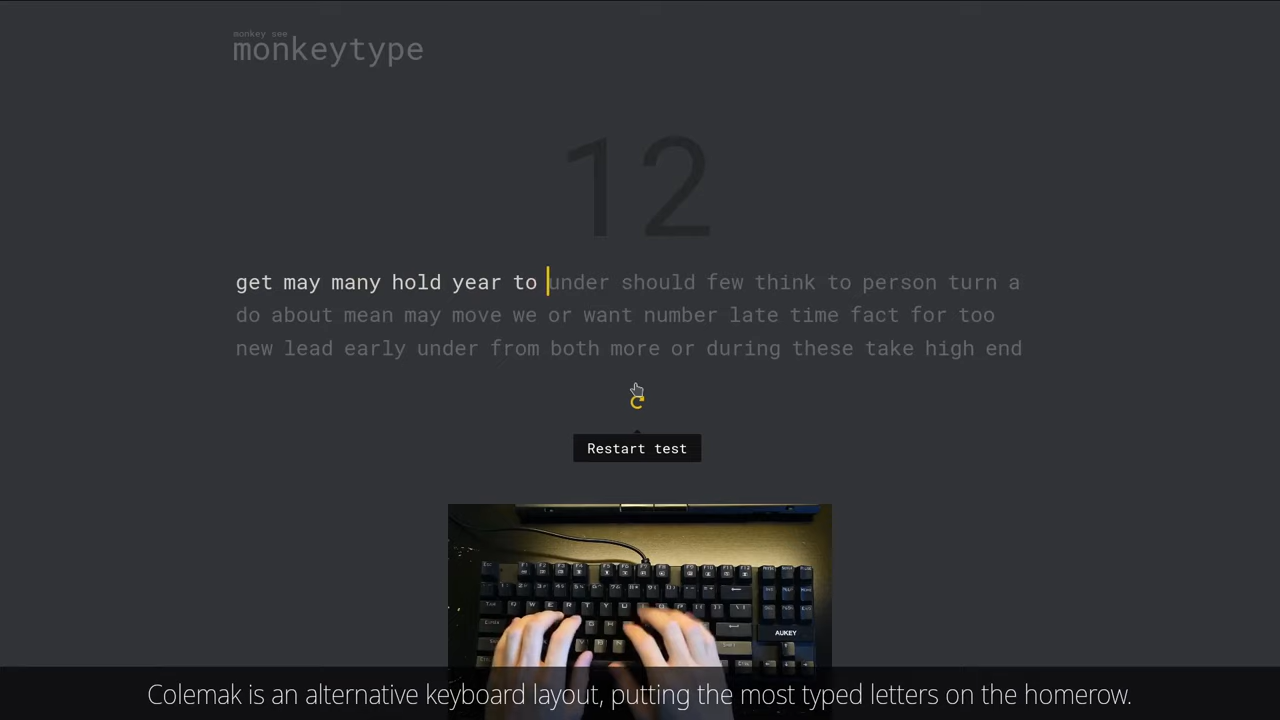 monkey see
monkeytype
12
get may many hold year to under should few think to person turn a
do about mean may move we or want number late time fact for too
new lead early under from both more or during these take high end
Restart test
AUKEY
Colemak is an alternative keyboard layout, putting the most typed letters on the homerow.